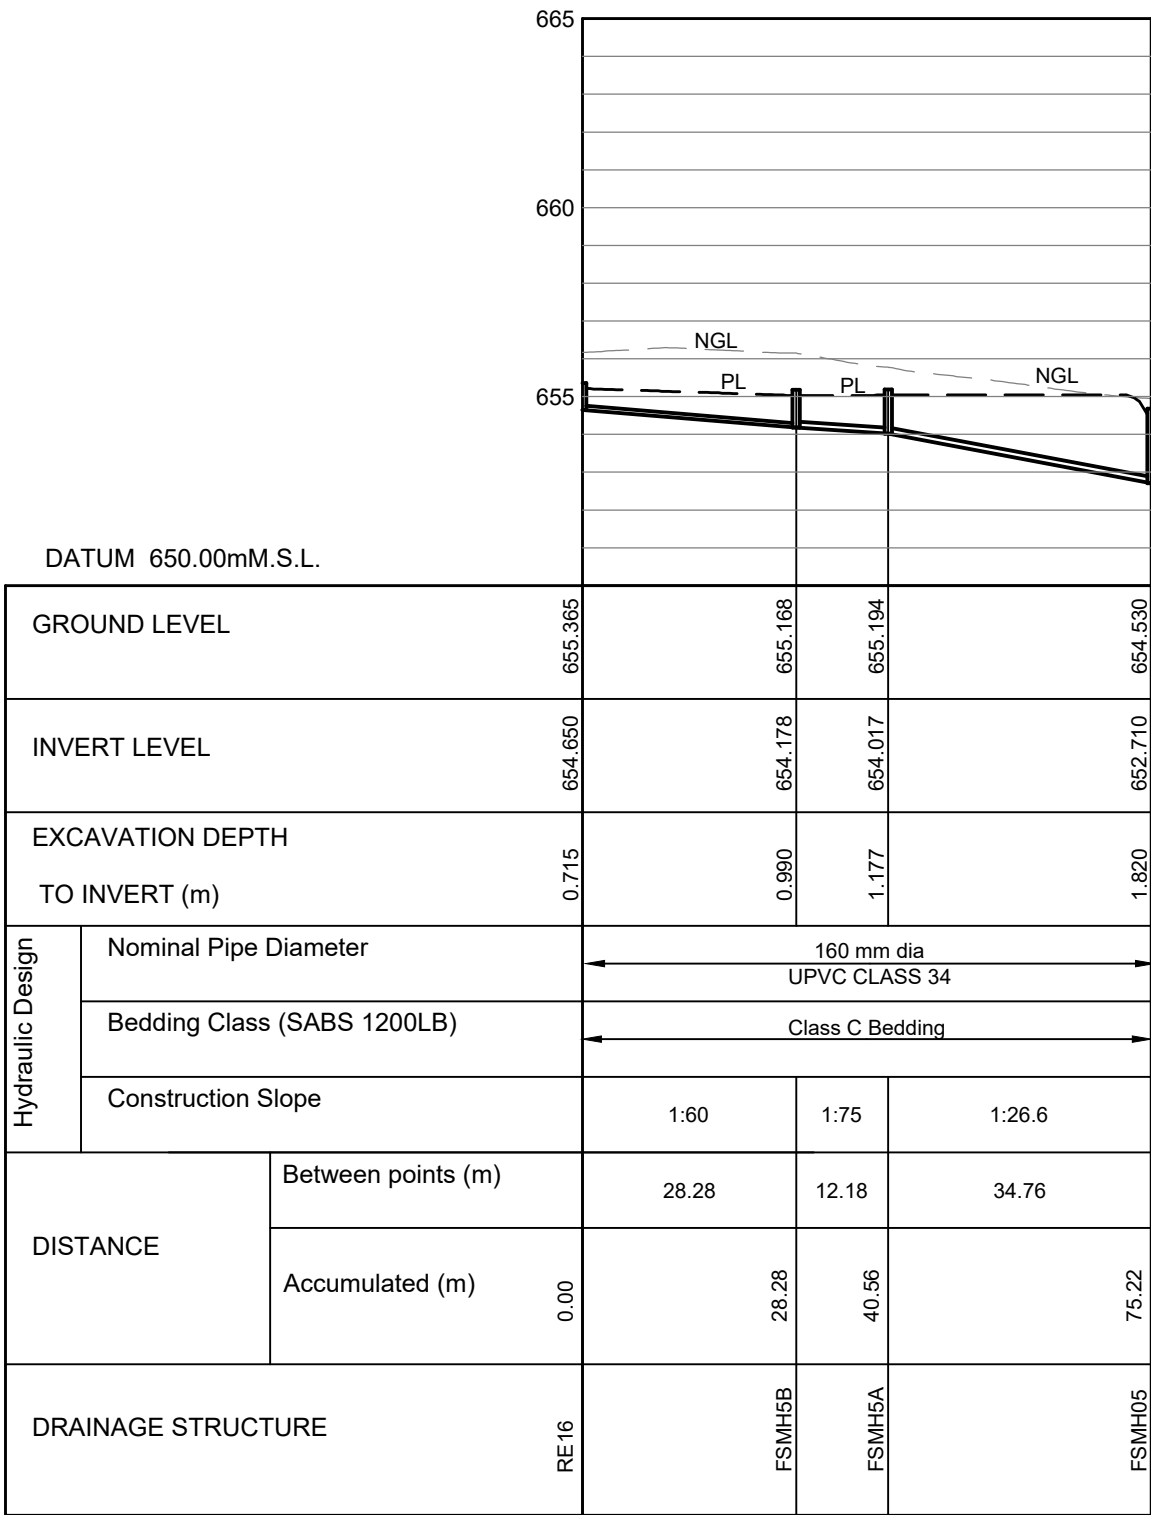 665
660
NGL
PL
PL
NGL
655
DATUM 650.00mM.S.L.
GROUND LEVEL
655.365
655.168
655.194
654.530
INVERT LEVEL
654.650
654.178
654.017
652.710
EXCAVATION DEPTH
TO INVERT (m)
0.715
0.990
1.177
1.820
Hydraulic Design
Nominal Pipe Diameter
160 mm dia
UPVC CLASS 34
Bedding Class (SABS 1200LB)
Class C Bedding
Construction Slope
1:60
1:75
1:26.6
DISTANCE
Between points (m)
28.28
12.18
34.76
Accumulated (m)
0.00
28.28
40.56
75.22
DRAINAGE STRUCTURE
RE16
FSMH5B
FSMH5A
FSMH05